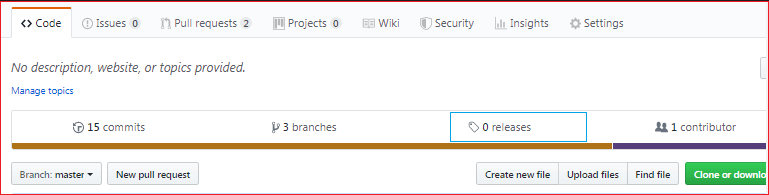 Code Issues 0 Pull requests 2 Projects 0 Wiki Security Insights Settings
No description, website, or topics provided.
Manage topics
15 commits 3 branches 0 releases 1 contributor
Branch: master New pull request Create new file Upload files Find file Clone or downlo